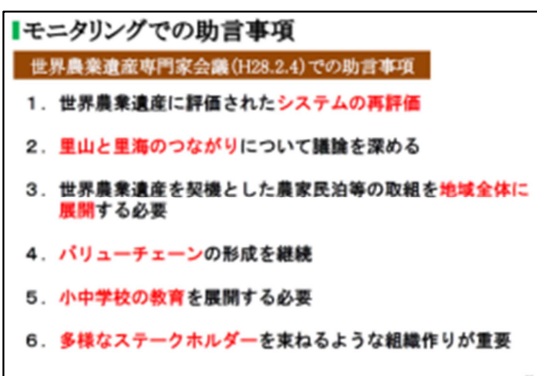 モニタリングでの助言事項
世界農業遺産専門家会議(H28.2.4)での助言事項
1．世界農業遺産に評価されたシステムの再評価
2．里山と里海のつながりについて議論を深める
3．世界農業遺産を契機とした農家民泊等の取組を地域全体に
展開する必要
4．バリューチェーンの形成を継続
5．小中学校の教育を展開する必要
6．多様なステークホルダーを束ねるような組織作りが重要